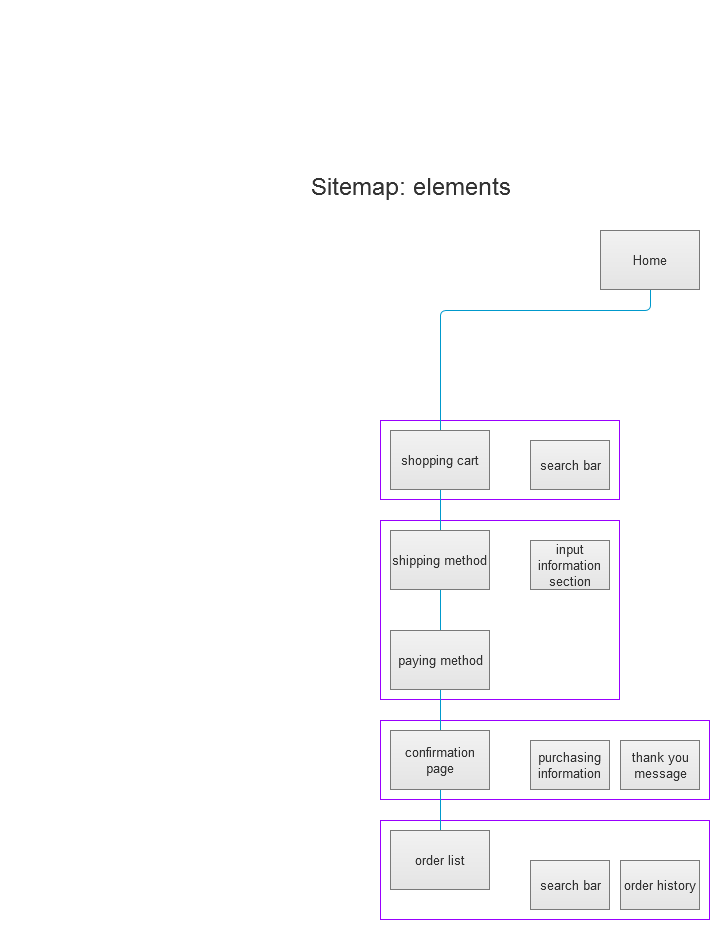 Sitemap: elements
Home
shopping cart
search bar
shipping method
input
information
section
paying method
confirmation
page
purchasing
information
thank you
message
order list
search bar
order history